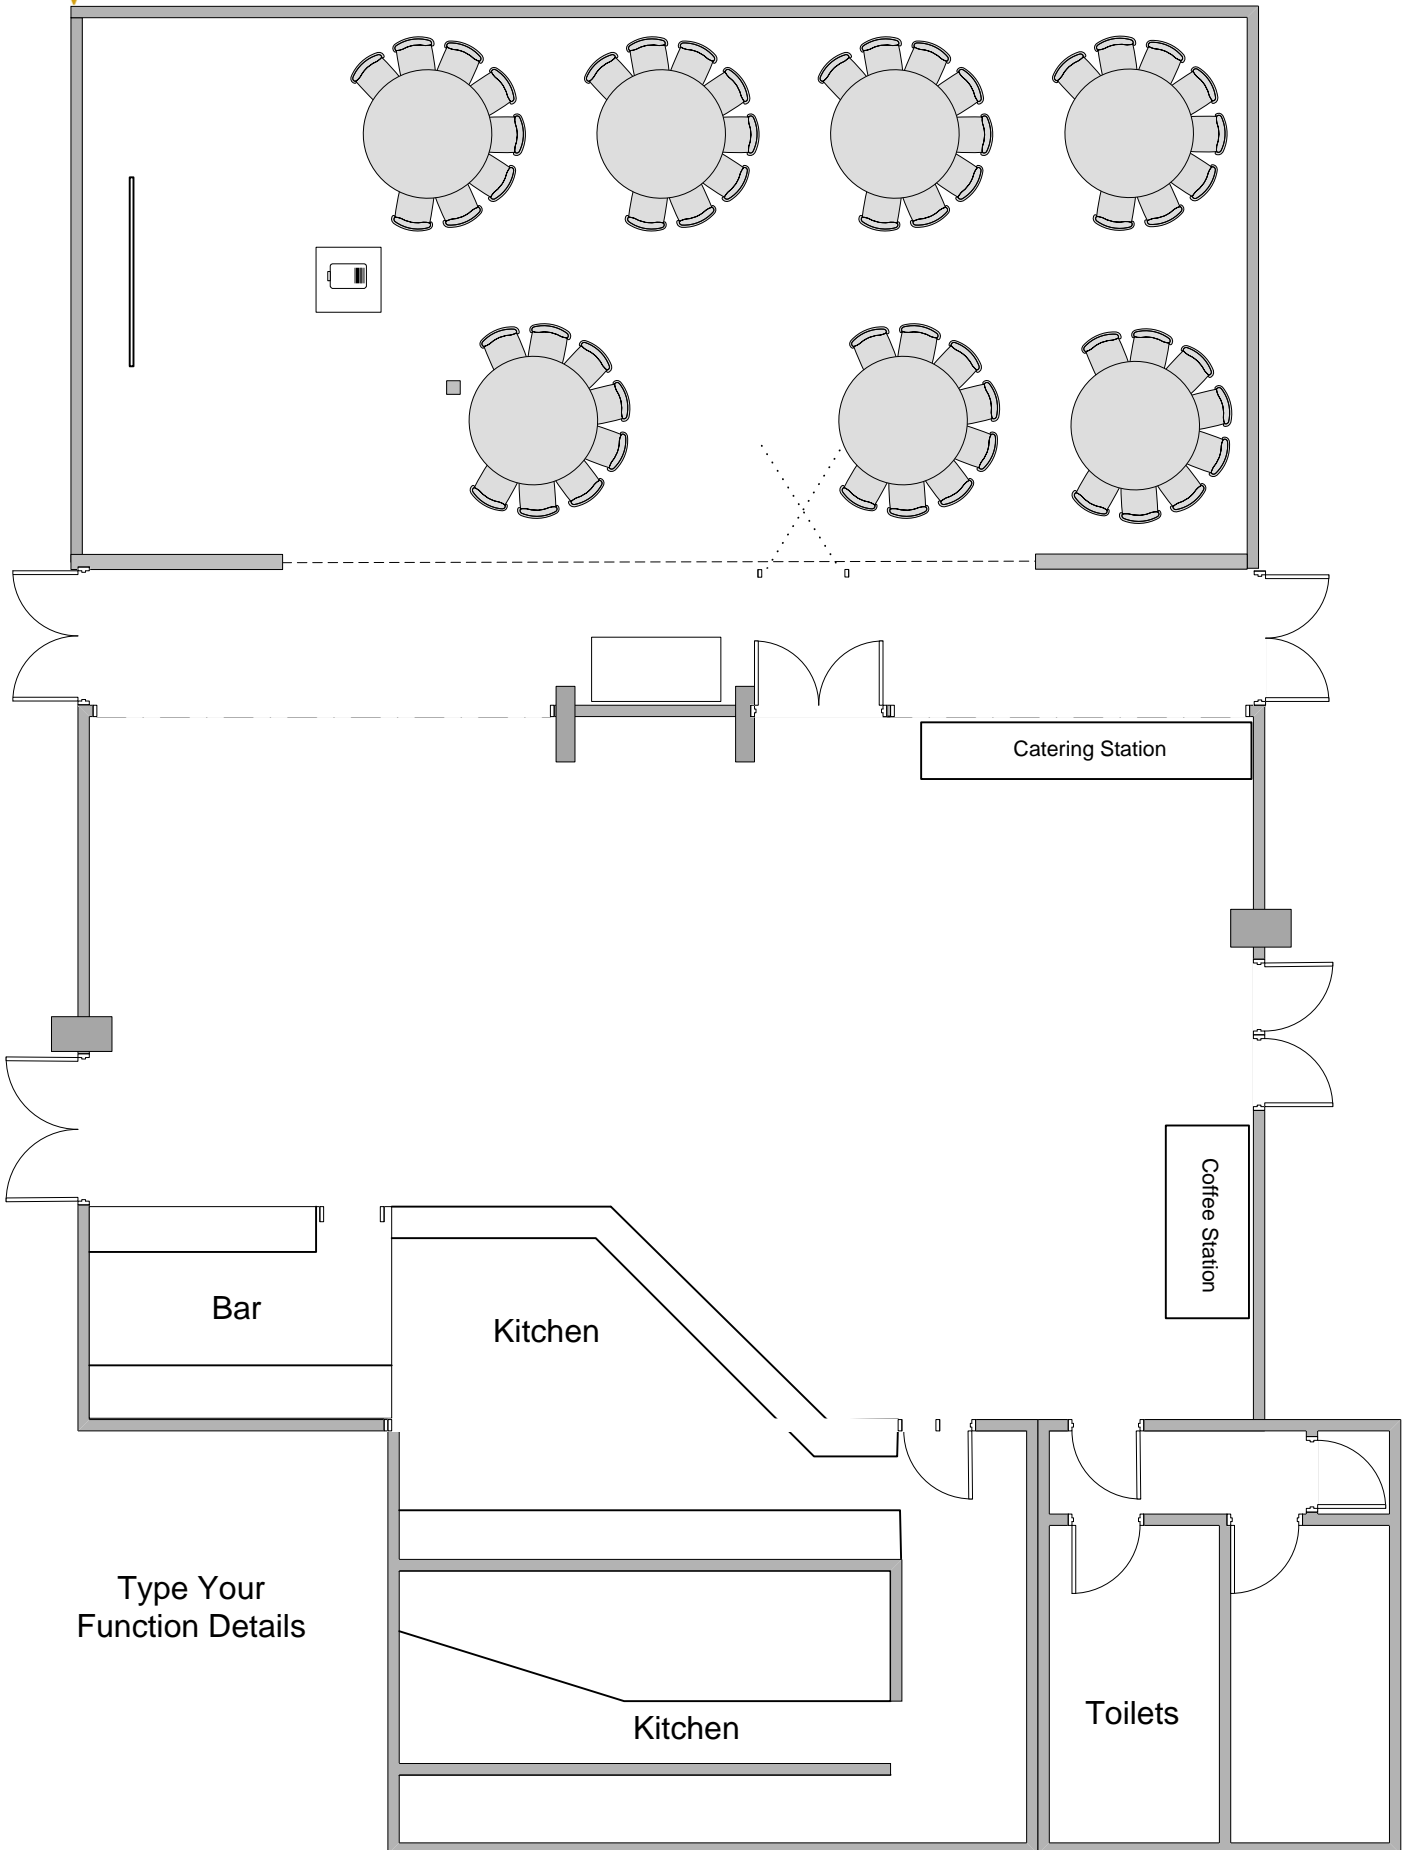 Catering Station
Coffee Station
Bar
Kitchen
Type Your
Function Details
Toilets
Kitchen